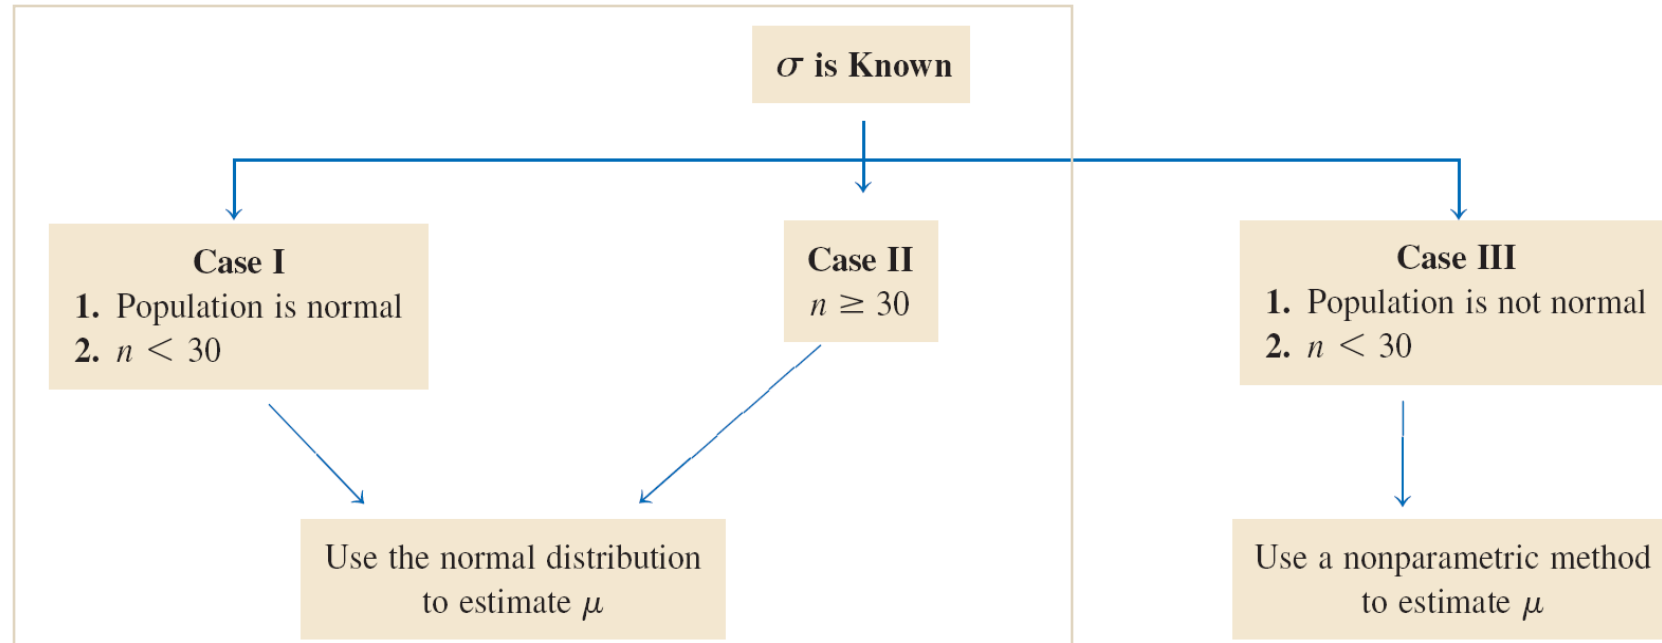 σ is Known
Case I
1. Population is normal
2. n < 30
Case II
n ≥ 30
Case III
1. Population is not normal
2. n < 30
Use the normal distribution
to estimate μ
Use a nonparametric method
to estimate μ